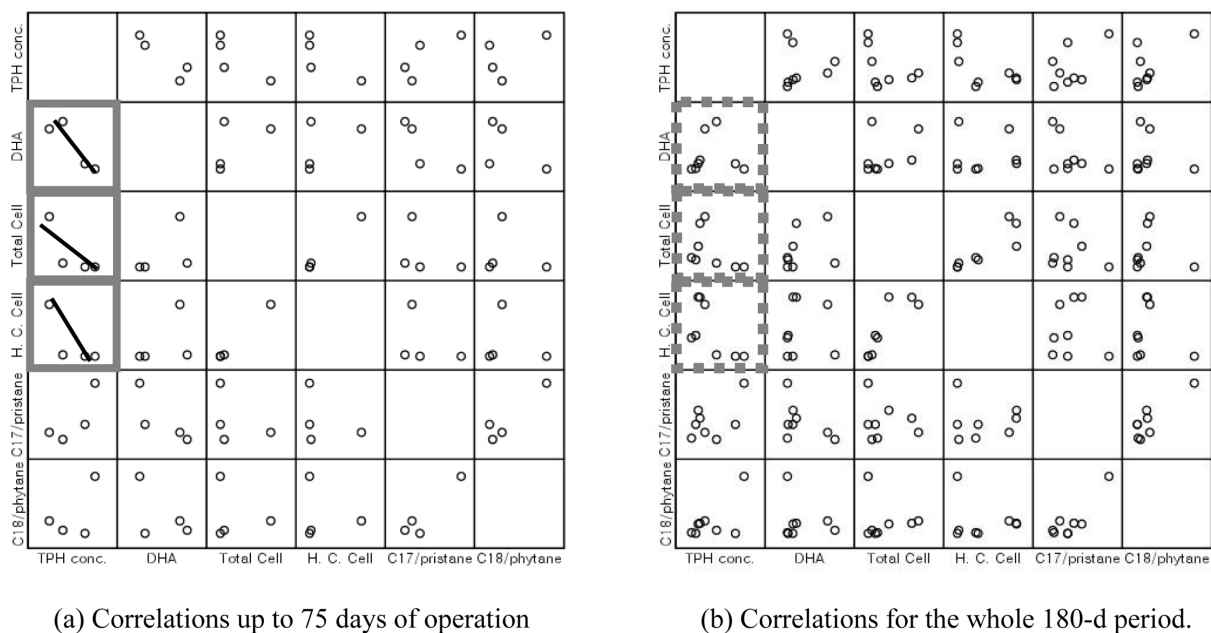 TPH conc.
DHA
Total Cell
H. C. Cell
C17/pristane
C18/phytane
TPH conc. DHA Total Cell H. C. Cell C17/pristane C18/phytane
(a) Correlations up to 75 days of operation
TPH conc.
DHA
Total Cell
H. C. Cell
C17/pristane
C18/phytane
TPH conc. DHA Total Cell H. C. Cell C17/pristane C18/phytane
(b) Correlations for the whole 180-d period.